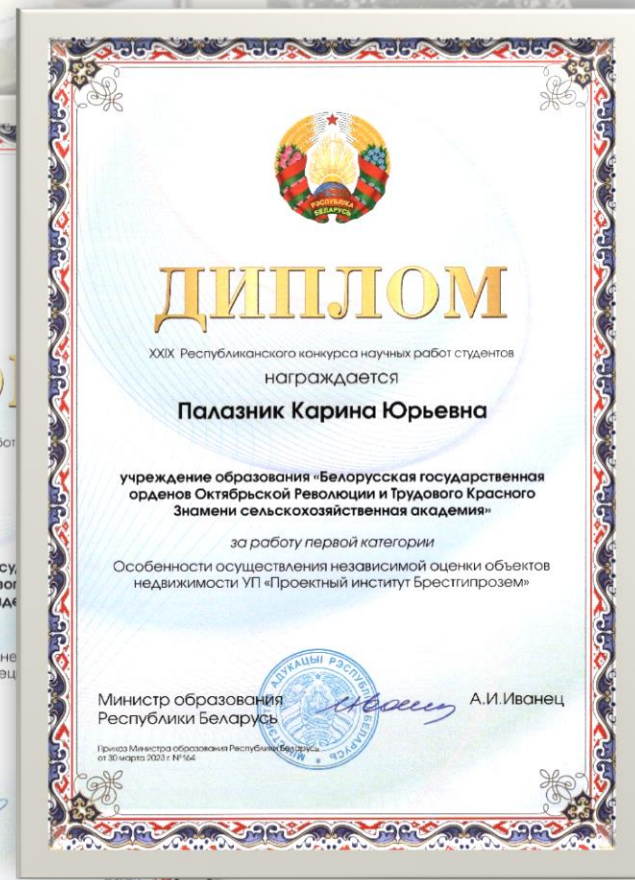 РЭСПУБЛІКА
БЕЛАРУСЬ
ДИПЛОМ
XXIX Республиканского конкурса научных работ студентов
награждается
Палазник Карина Юрьевна
учреждение образования «Белорусская государственная
орденов Октябрьской Революции и Трудового Красного
Знамени сельскохозяйственная академия»
за работу первой категории
Особенности осуществления независимой оценки объектов
недвижимости УП «Проектный институт Брестгипрозем»
Министр образования
Республики Беларусь
А.И.Иванец
Приказ Министра образования Республики Беларусь
от 30 марта 2023 г. № 164